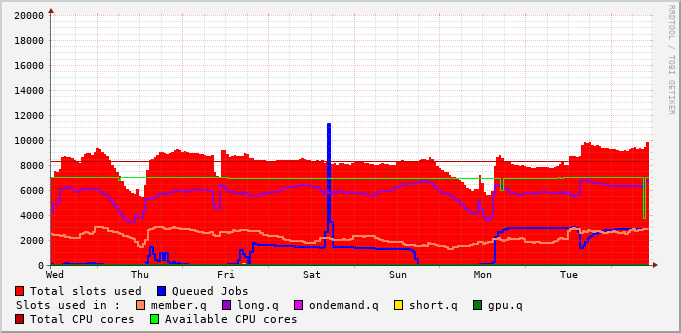 20000
18000
16000
14000
12000
10000
8000
6000
4000
2000
0
Wed Thu Fri Sat Sun Mon Tue
RRDTOOL / TOBI OETIKER
Total slots used Queued Jobs
Slots used in : member.q long.q ondemand.q short.q gpu.q
Total CPU cores Available CPU cores